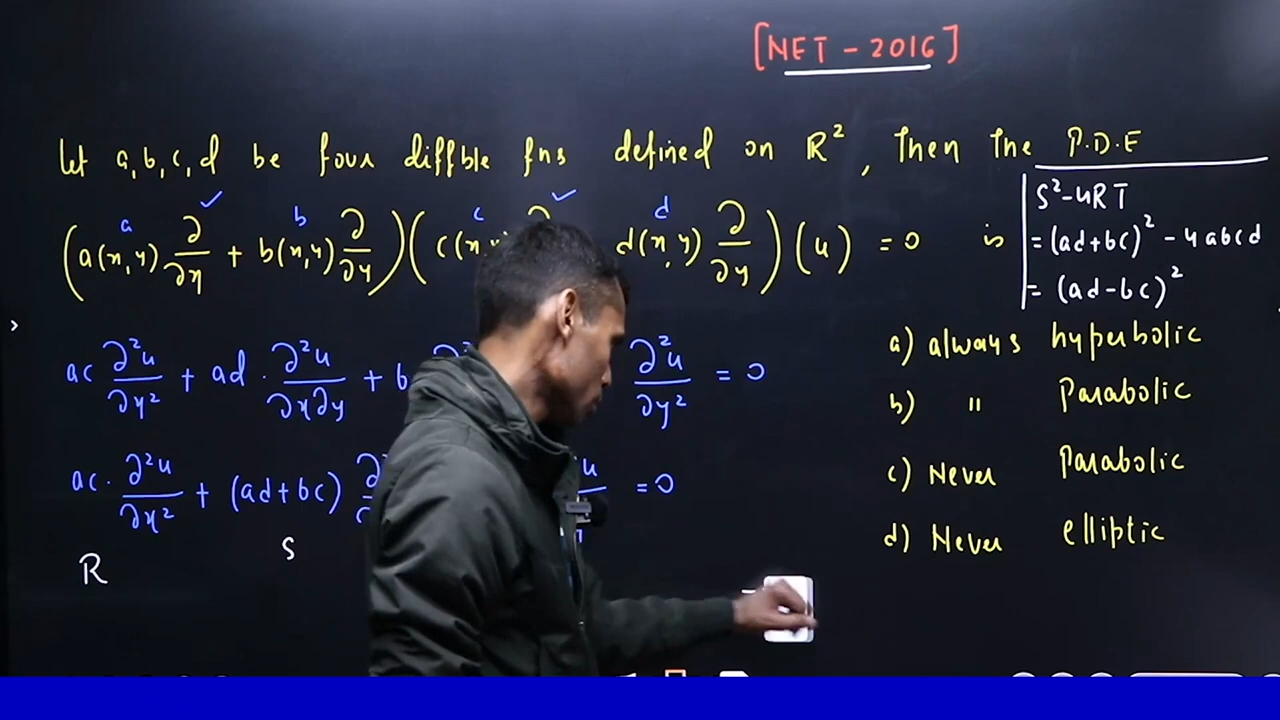 [NET - 2016]
Let a, b, c, d be four diffble fns defined on R², Then the P.D.E
a b c d
(a(x,y) ∂/∂x + b(x,y) ∂/∂y)( c(x,y) d(x,y) ∂/∂y)(u) = 0 is
S²-4RT
= (ad+bc)² - 4abcd
= (ad-bc)²
ac ∂²u/∂x² + ad · ∂²u/∂x∂y + b ∂²u/∂y² = 0
ac · ∂²u/∂x² + (ad+bc) = 0
R S
a) always hyperbolic
b) " Parabolic
c) Never Parabolic
d) Never elliptic